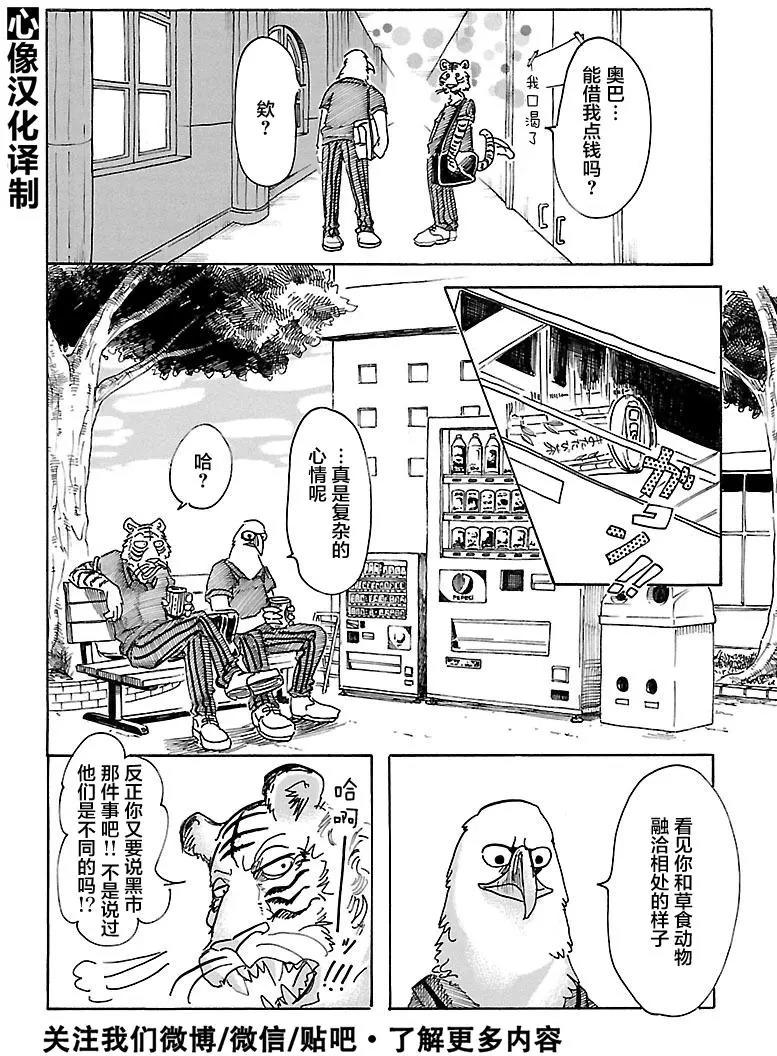 心像汉化译制
奥巴…
能借我点钱吗?
我口渴了
欸?
ガコン!!
…真是复杂的
心情呢
哈?
PEPEGI
看见你和草食动物
融洽相处的样子
哈啊
反正你又要说黑市
那件事吧!! 不是说过
他们是不同的吗!?
关注我们微博/微信/贴吧·了解更多内容